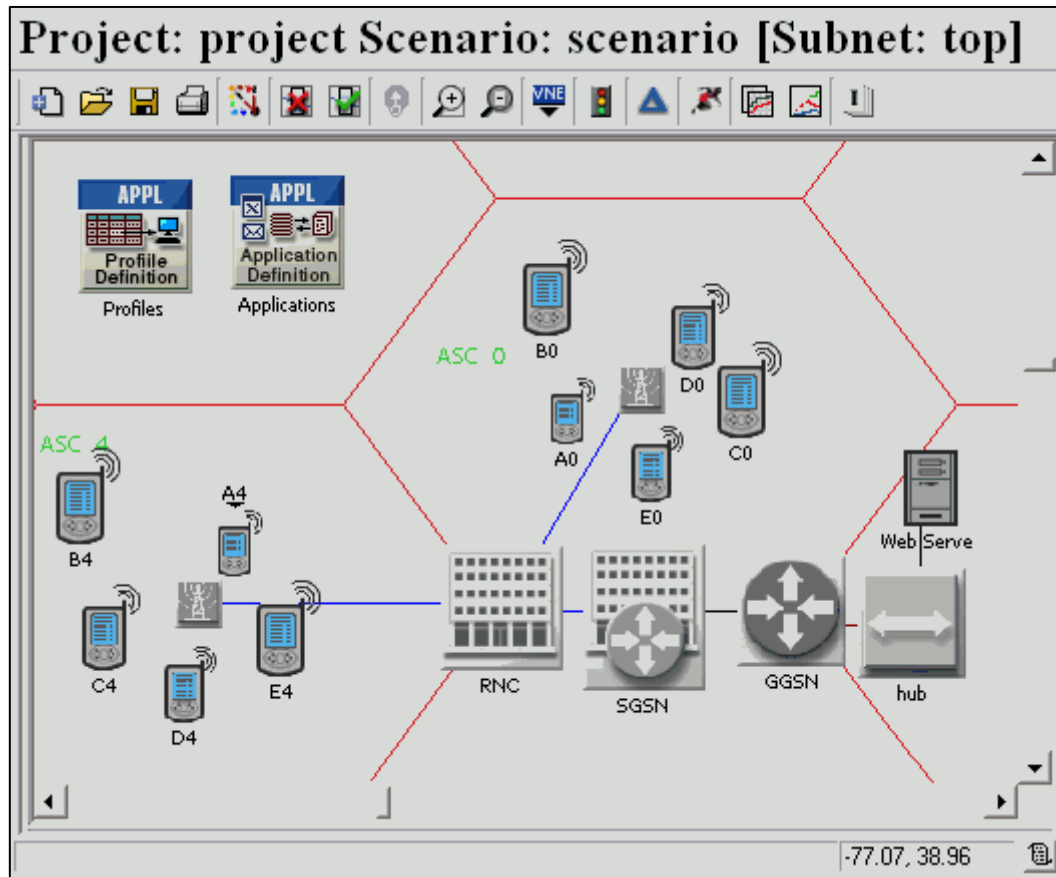 Project: project Scenario: scenario [Subnet: top]
VNE
APPL
Profiile
Definition
Profiles
APPL
Application
Definition
Applications
ASC 0
B0
D0
A0
C0
E0
ASC 4
A4
B4
C4
E4
D4
Web Serve
RNC
SGSN
GGSN
hub
-77.07, 38.96